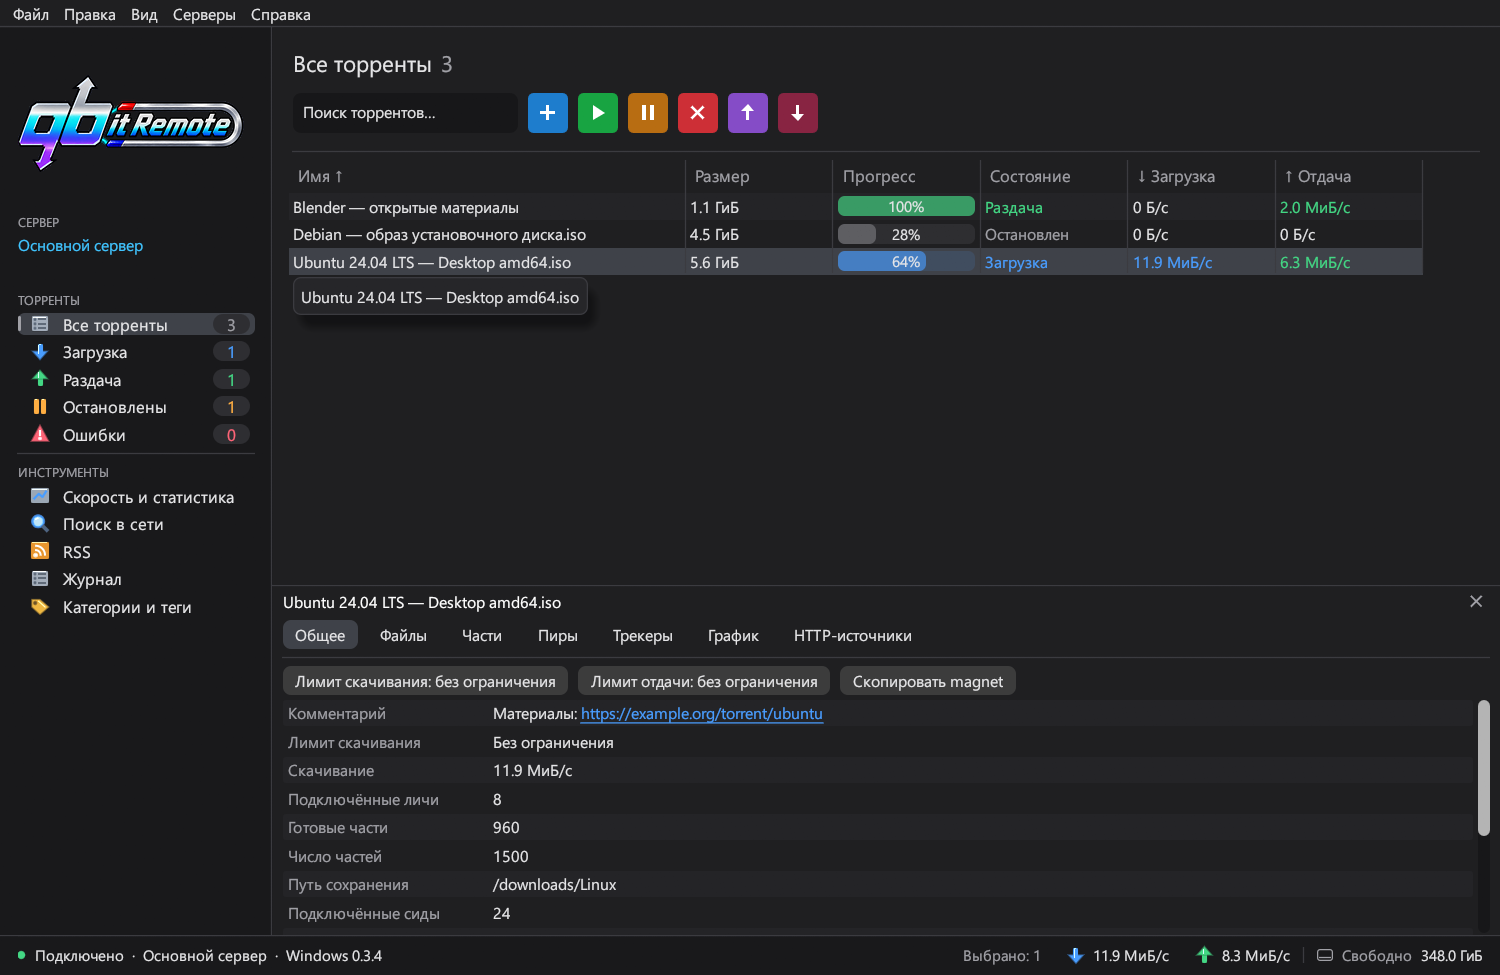 Файл Правка Вид Серверы Справка
qBit Remote
СЕРВЕР
Основной сервер
ТОРРЕНТЫ
Все торренты 3
Загрузка 1
Раздача 1
Остановлены 1
Ошибки 0
ИНСТРУМЕНТЫ
Скорость и статистика
Поиск в сети
RSS
Журнал
Категории и теги
Все торренты 3
Поиск торрентов...
Имя ↑ Размер Прогресс Состояние ↓ Загрузка ↑ Отдача
Blender — открытые материалы 1.1 ГиБ 100% Раздача 0 Б/с 2.0 МиБ/с
Debian — образ установочного диска.iso 4.5 ГиБ 28% Остановлен 0 Б/с 0 Б/с
Ubuntu 24.04 LTS — Desktop amd64.iso 5.6 ГиБ 64% Загрузка 11.9 МиБ/с 6.3 МиБ/с
Ubuntu 24.04 LTS — Desktop amd64.iso
Ubuntu 24.04 LTS — Desktop amd64.iso
Общее Файлы Части Пиры Трекеры График HTTP-источники
Лимит скачивания: без ограничения Лимит отдачи: без ограничения Скопировать magnet
Комментарий Материалы: https://example.org/torrent/ubuntu
Лимит скачивания Без ограничения
Скачивание 11.9 МиБ/с
Подключённые личи 8
Готовые части 960
Число частей 1500
Путь сохранения /downloads/Linux
Подключённые сиды 24
Подключено · Основной сервер · Windows 0.3.4 Выбрано: 1 11.9 МиБ/с 8.3 МиБ/с Свободно 348.0 ГиБ